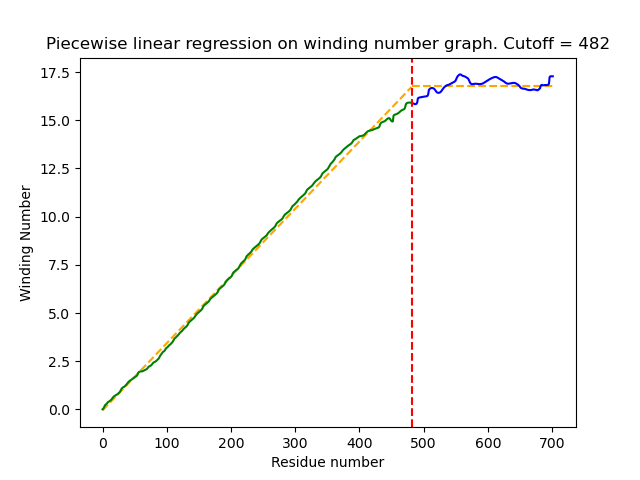 Piecewise linear regression on winding number graph. Cutoff = 482
17.5
15.0
12.5
10.0
7.5
5.0
2.5
0.0
Winding Number
0 100 200 300 400 500 600 700
Residue number